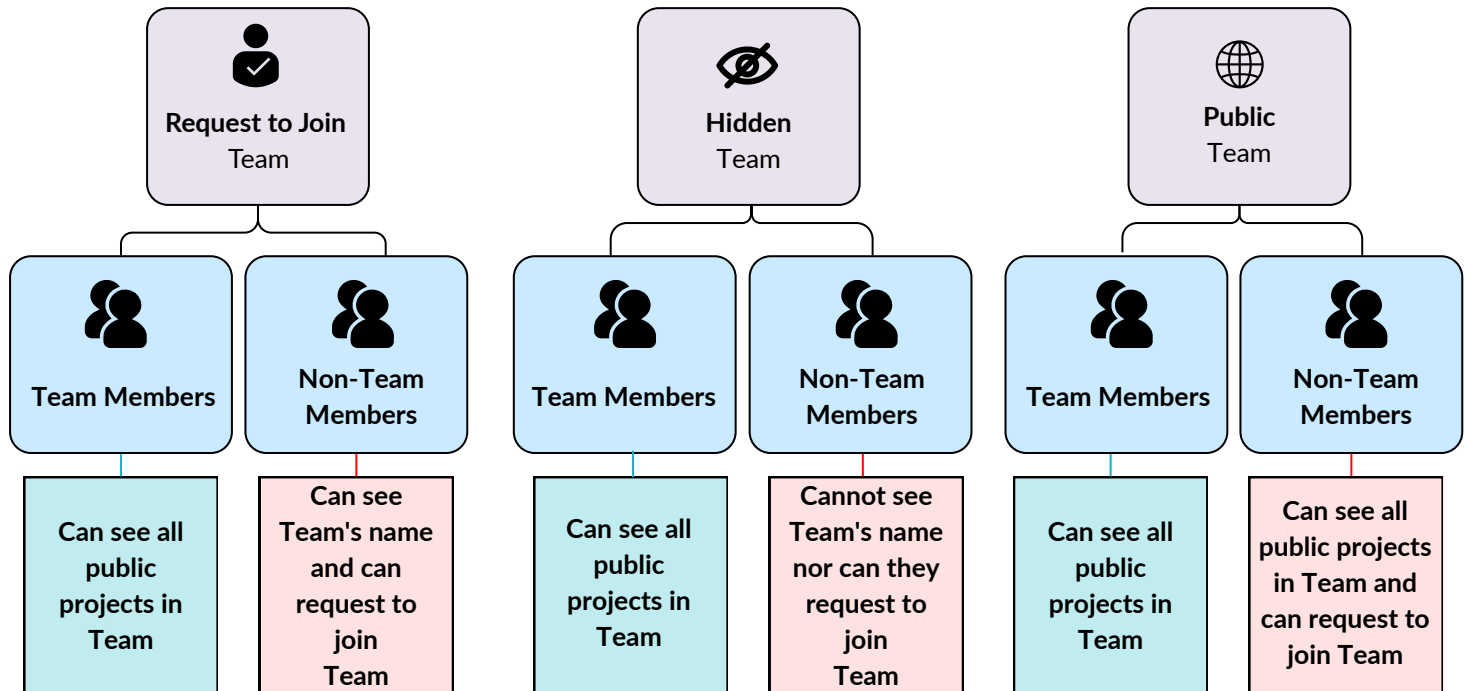 Request to Join
Team
Hidden
Team
Public
Team
Team Members
Non-Team
Members
Team Members
Non-Team
Members
Team Members
Non-Team
Members
Can see all
public
projects in
Team
Can see
Team's name
and can
request to
join
Team
Can see all
public
projects in
Team
Cannot see
Team's name
nor can they
request to
join
Team
Can see all
public
projects in
Team
Can see all
public projects
in Team and
can request to
join Team